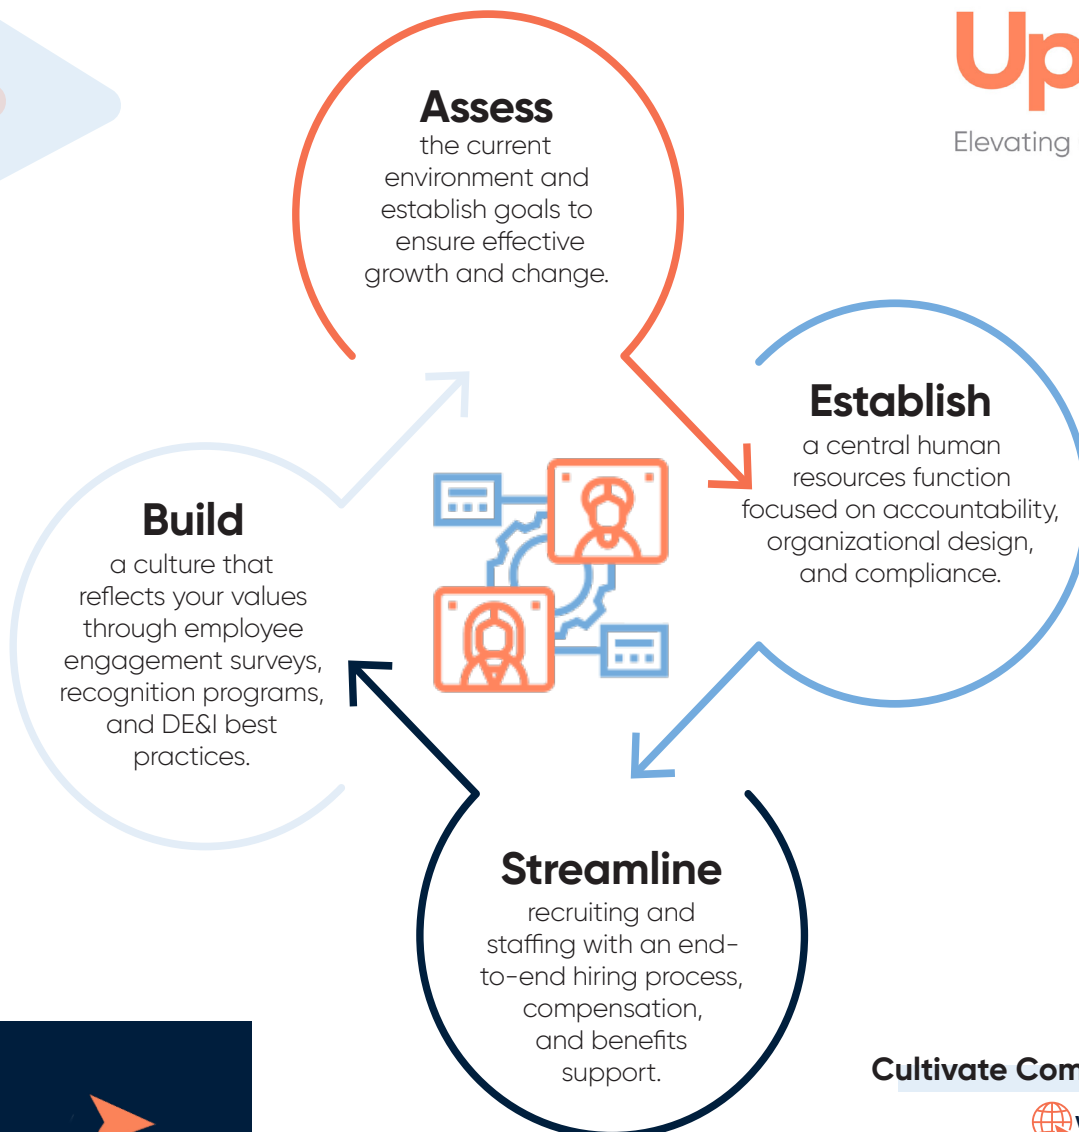 Up
Elevating
Assess
the current
environment and
establish goals to
ensure effective
growth and change.
Establish
a central human
resources function
focused on accountability,
organizational design,
and compliance.
Build
a culture that
reflects your values
through employee
engagement surveys,
recognition programs,
and DE&I best
practices.
Streamline
recruiting and
staffing with an end-
to-end hiring process,
compensation,
and benefits
support.
Cultivate Com